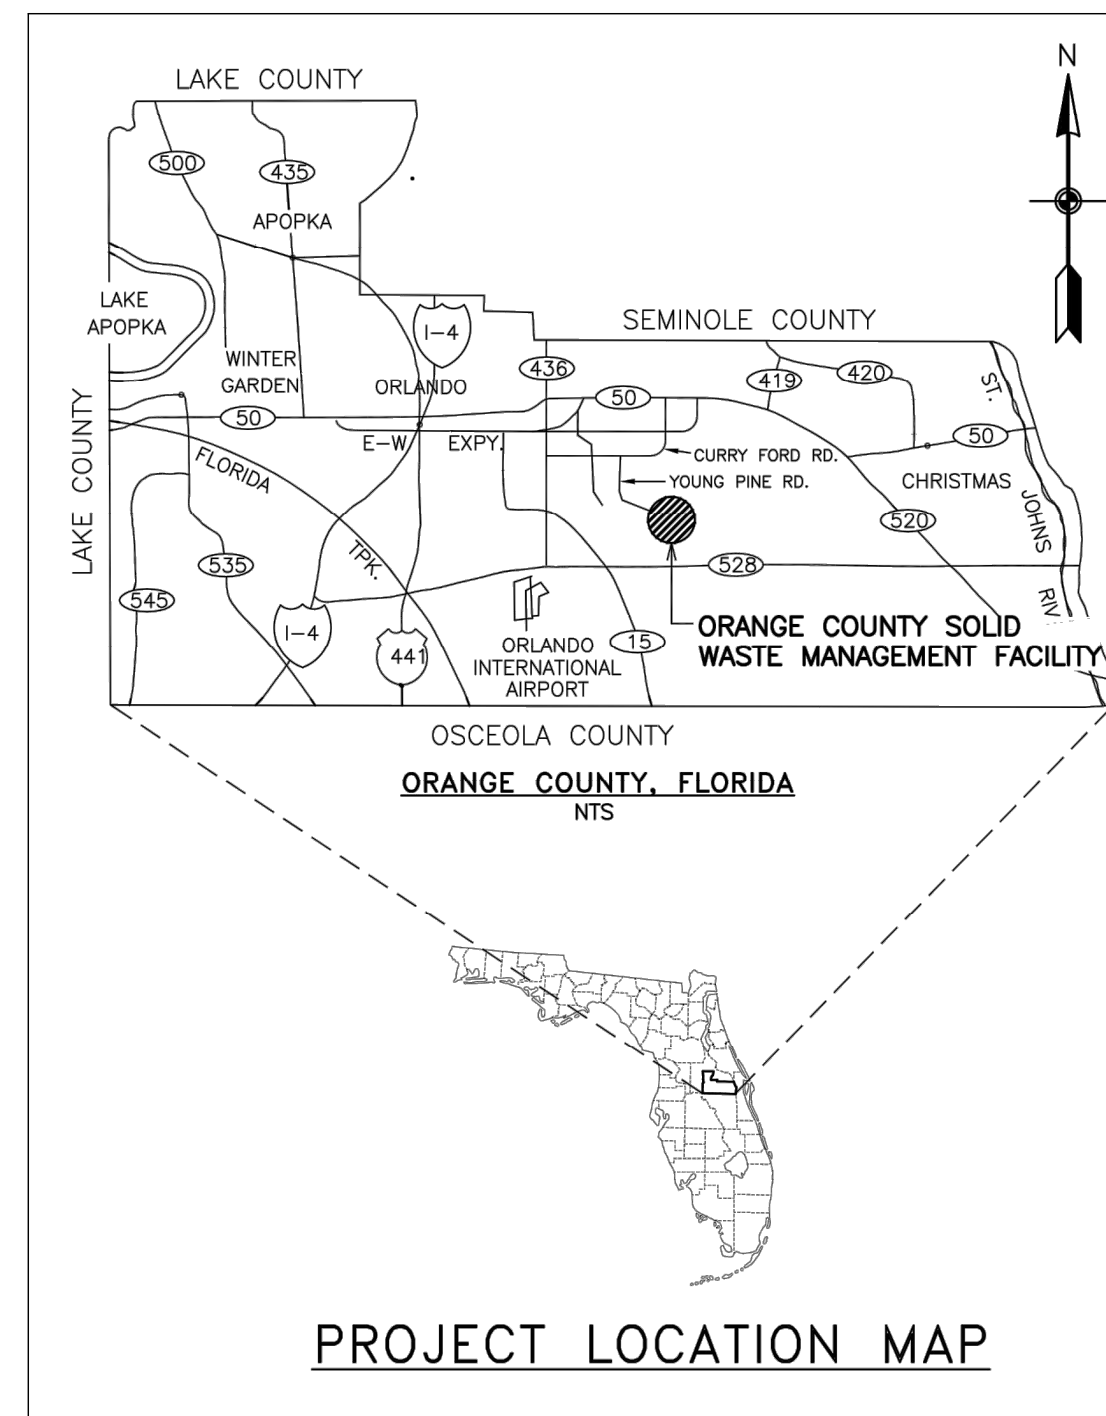 N
LAKE COUNTY
500
435
APOPKA
LAKE
APOPKA
I-4
SEMINOLE COUNTY
WINTER
GARDEN
ORLANDO
436
419
420
50
50
50
E-W EXPY.
CURRY FORD RD.
YOUNG PINE RD.
CHRISTMAS
ST.
JOHNS
RIV
LAKE COUNTY
FLORIDA
TPK.
520
528
535
545
I-4
441
15
ORLANDO
INTERNATIONAL
AIRPORT
ORANGE COUNTY SOLID
WASTE MANAGEMENT FACILITY
OSCEOLA COUNTY
ORANGE COUNTY, FLORIDA
NTS
PROJECT LOCATION MAP